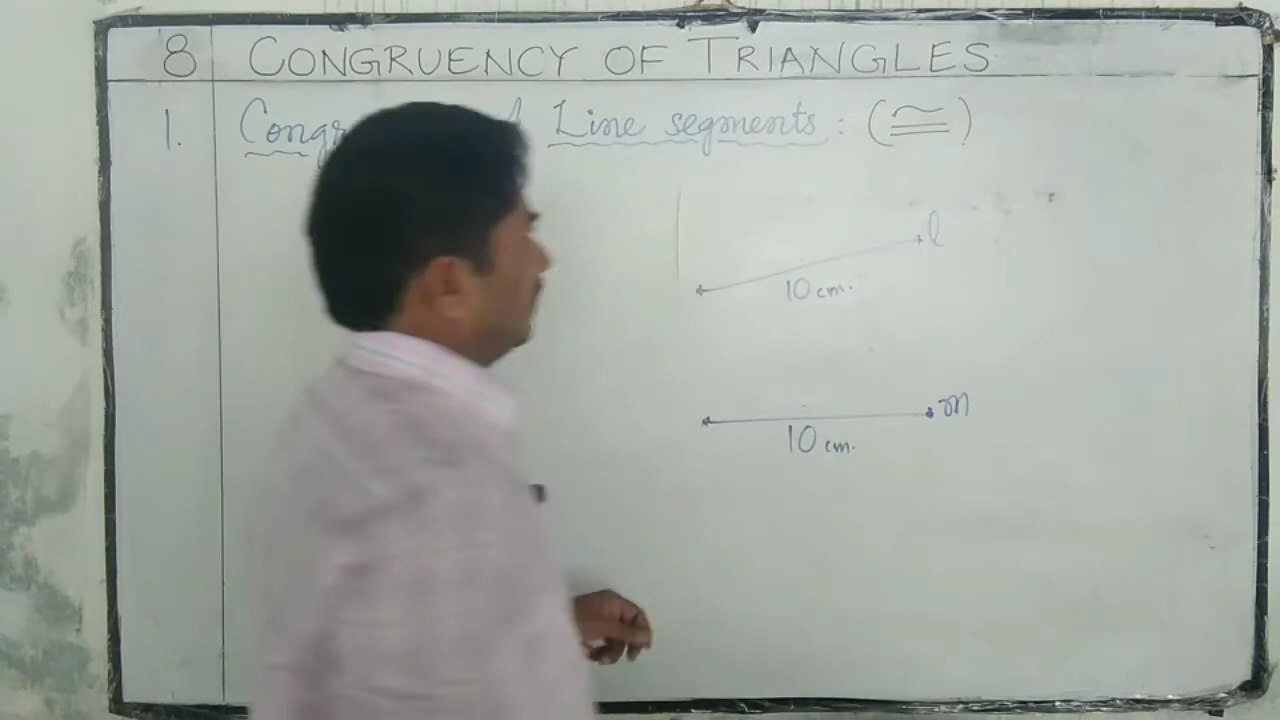 8 CONGRUENCY OF TRIANGLES
1. Line segments : (≅)
l
10 cm.
m
10 cm.